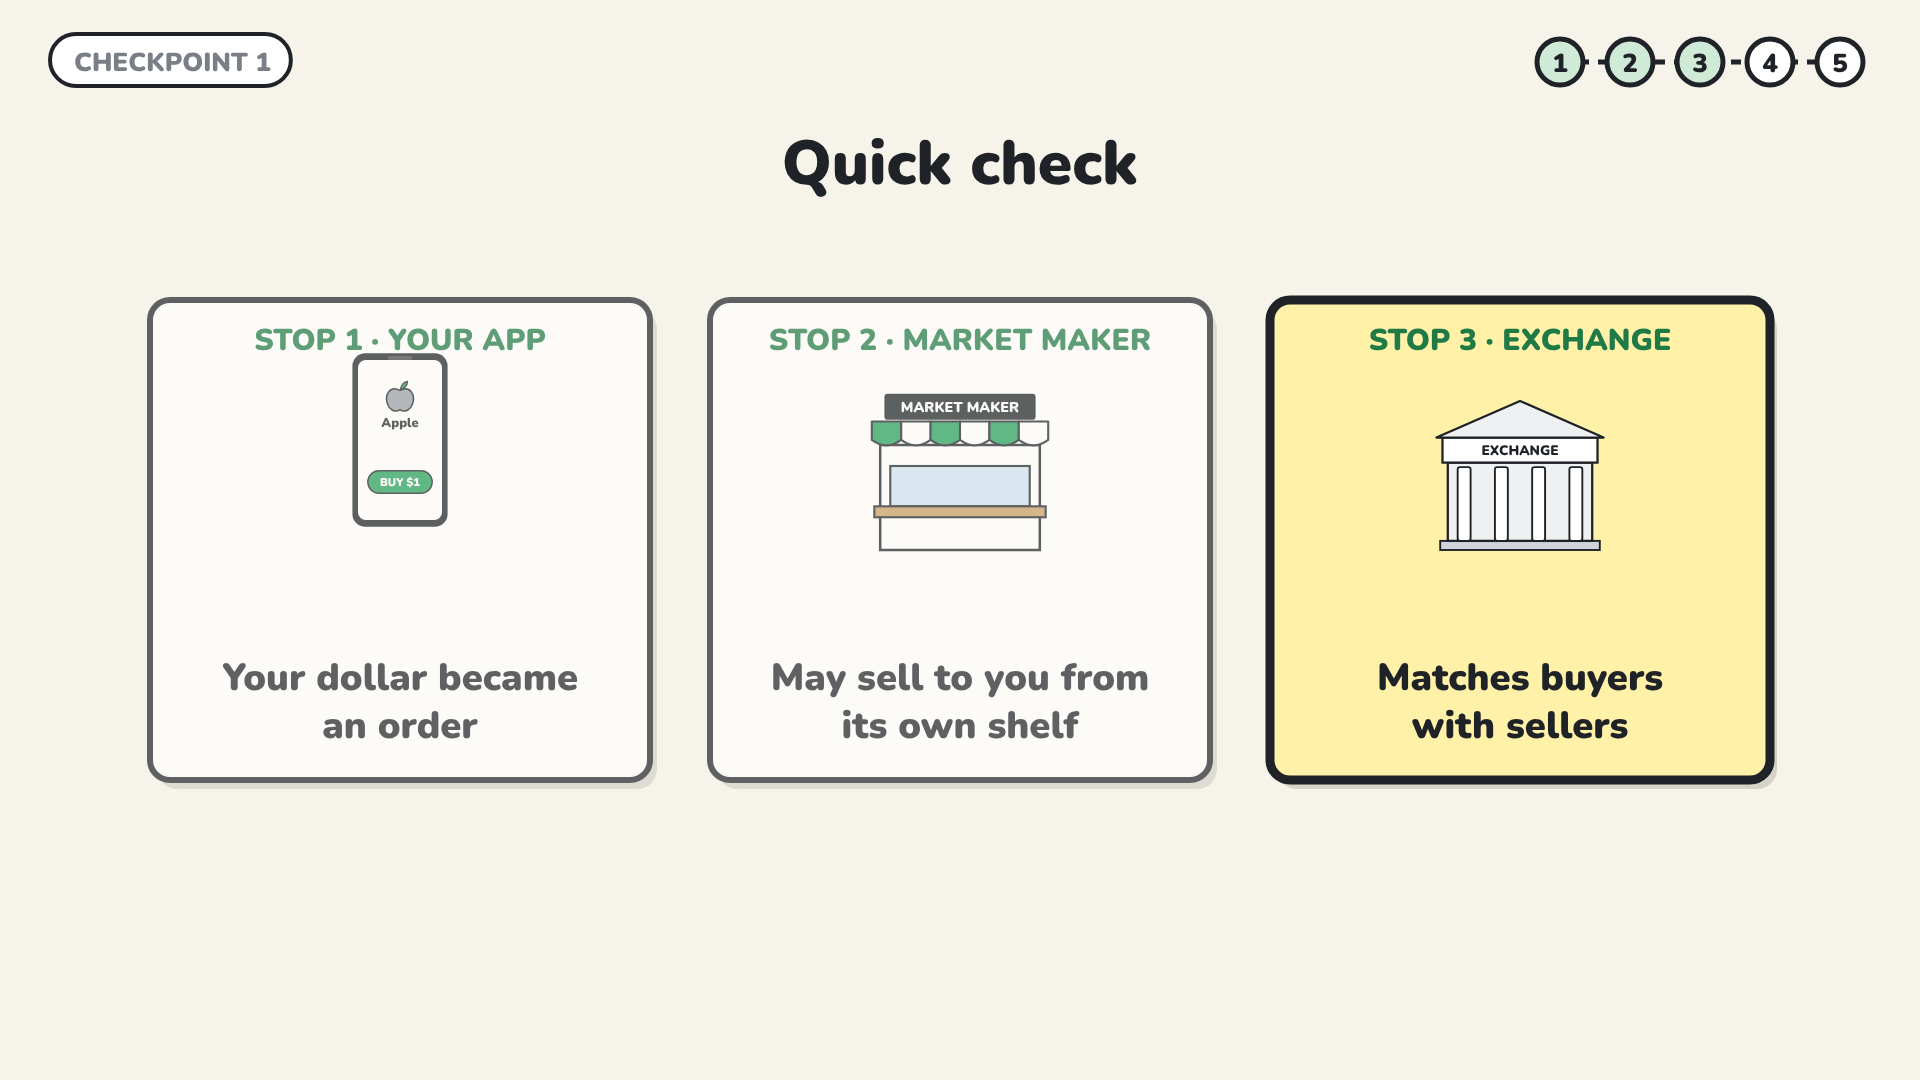 CHECKPOINT 1
1 2 3 4 5
Quick check
STOP 1 · YOUR APP
Apple
BUY $1
Your dollar became
an order
STOP 2 · MARKET MAKER
MARKET MAKER
May sell to you from
its own shelf
STOP 3 · EXCHANGE
EXCHANGE
Matches buyers
with sellers